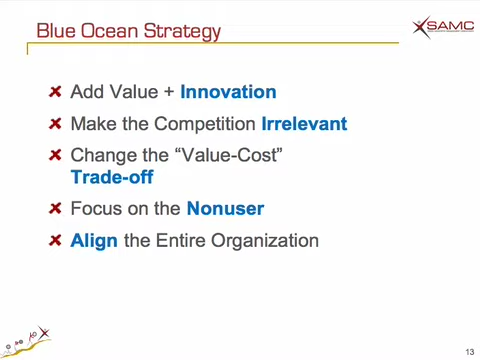 Blue Ocean Strategy
SAMC
Add Value + Innovation
Make the Competition Irrelevant
Change the “Value-Cost”
Trade-off
Focus on the Nonuser
Align the Entire Organization
13